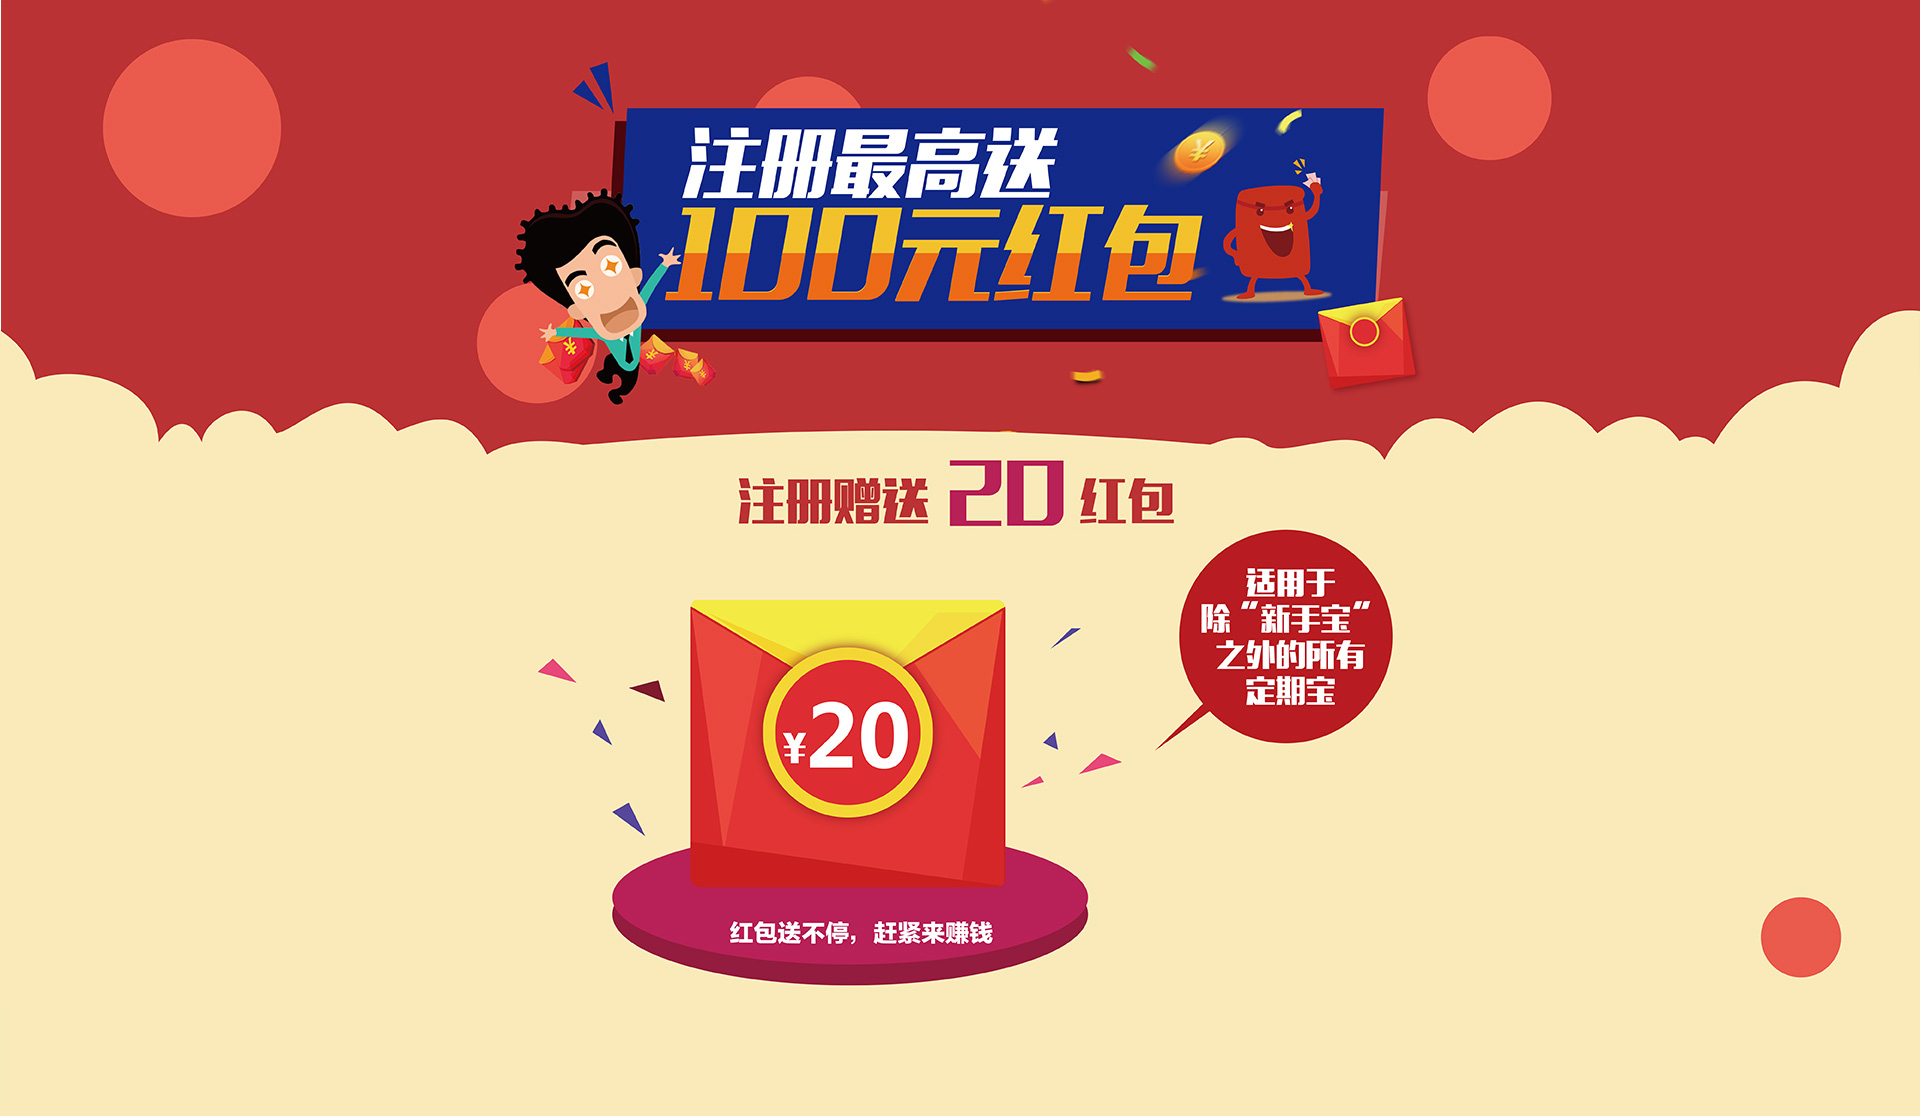 注册最高送
100元红包
注册赠送 20 红包
适用于
除“新手宝”
之外的所有
定期宝
¥20
红包送不停，赶紧来赚钱